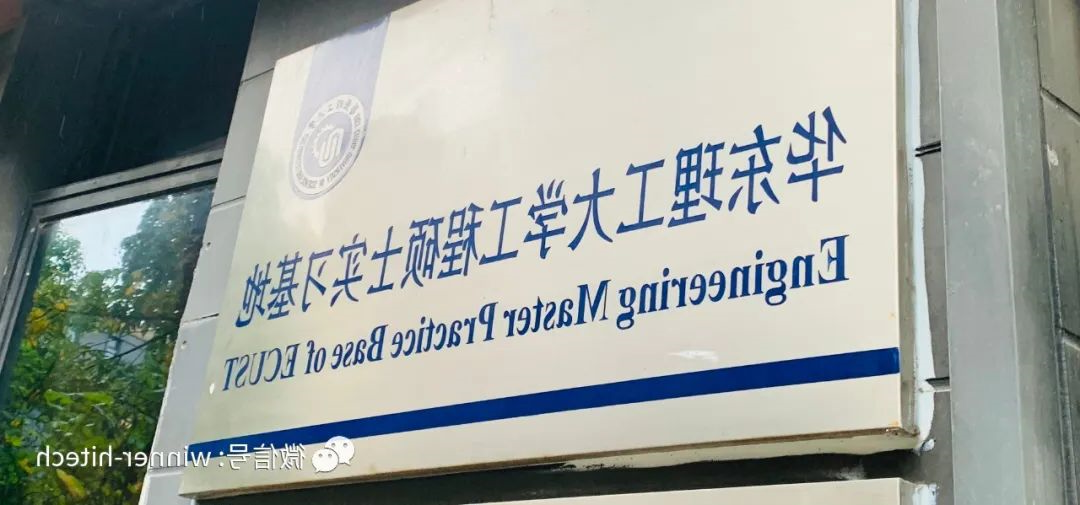 华东理工大学工程硕士实习基地
Engineering Master Practice Base of ECUST
微信号: winner-hitech